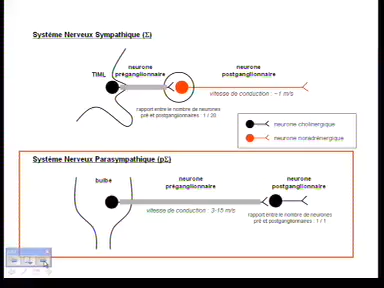 Système Nerveux Sympathique (Σ)
neurone
préganglionnaire
neurone
postganglionnaire
TIML
vitesse de conduction : ~1 m/s
rapport entre le nombre de neurones
pré et postganglionnaires : 1 / 20
neurone cholinergique
neurone noradrénergique
Système Nerveux Parasympathique (pΣ)
bulbe
neurone
préganglionnaire
neurone
postganglionnaire
vitesse de conduction : 3-15 m/s
rapport entre le nombre de neurones
pré et postganglionnaires : 1 / 1